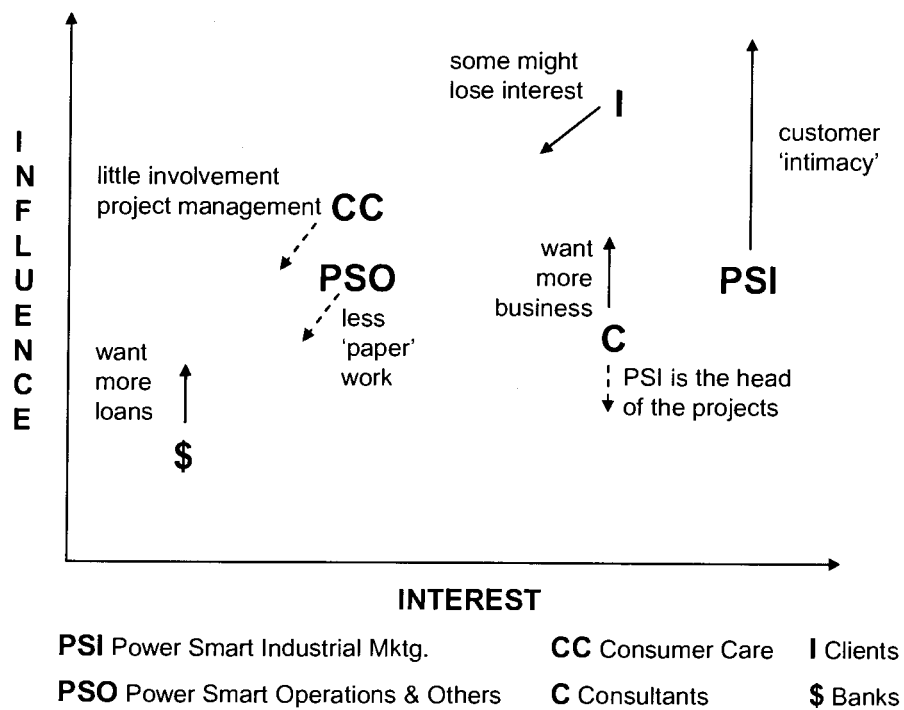 INFLUENCE
some might
lose interest
I
customer
'intimacy'
little involvement
project management
CC
PSO
less
'paper'
work
want
more
business
PSI
C
PSI is the head
of the projects
want
more
loans
$
INTEREST
PSI Power Smart Industrial Mktg.
CC Consumer Care
I Clients
PSO Power Smart Operations & Others
C Consultants
$ Banks